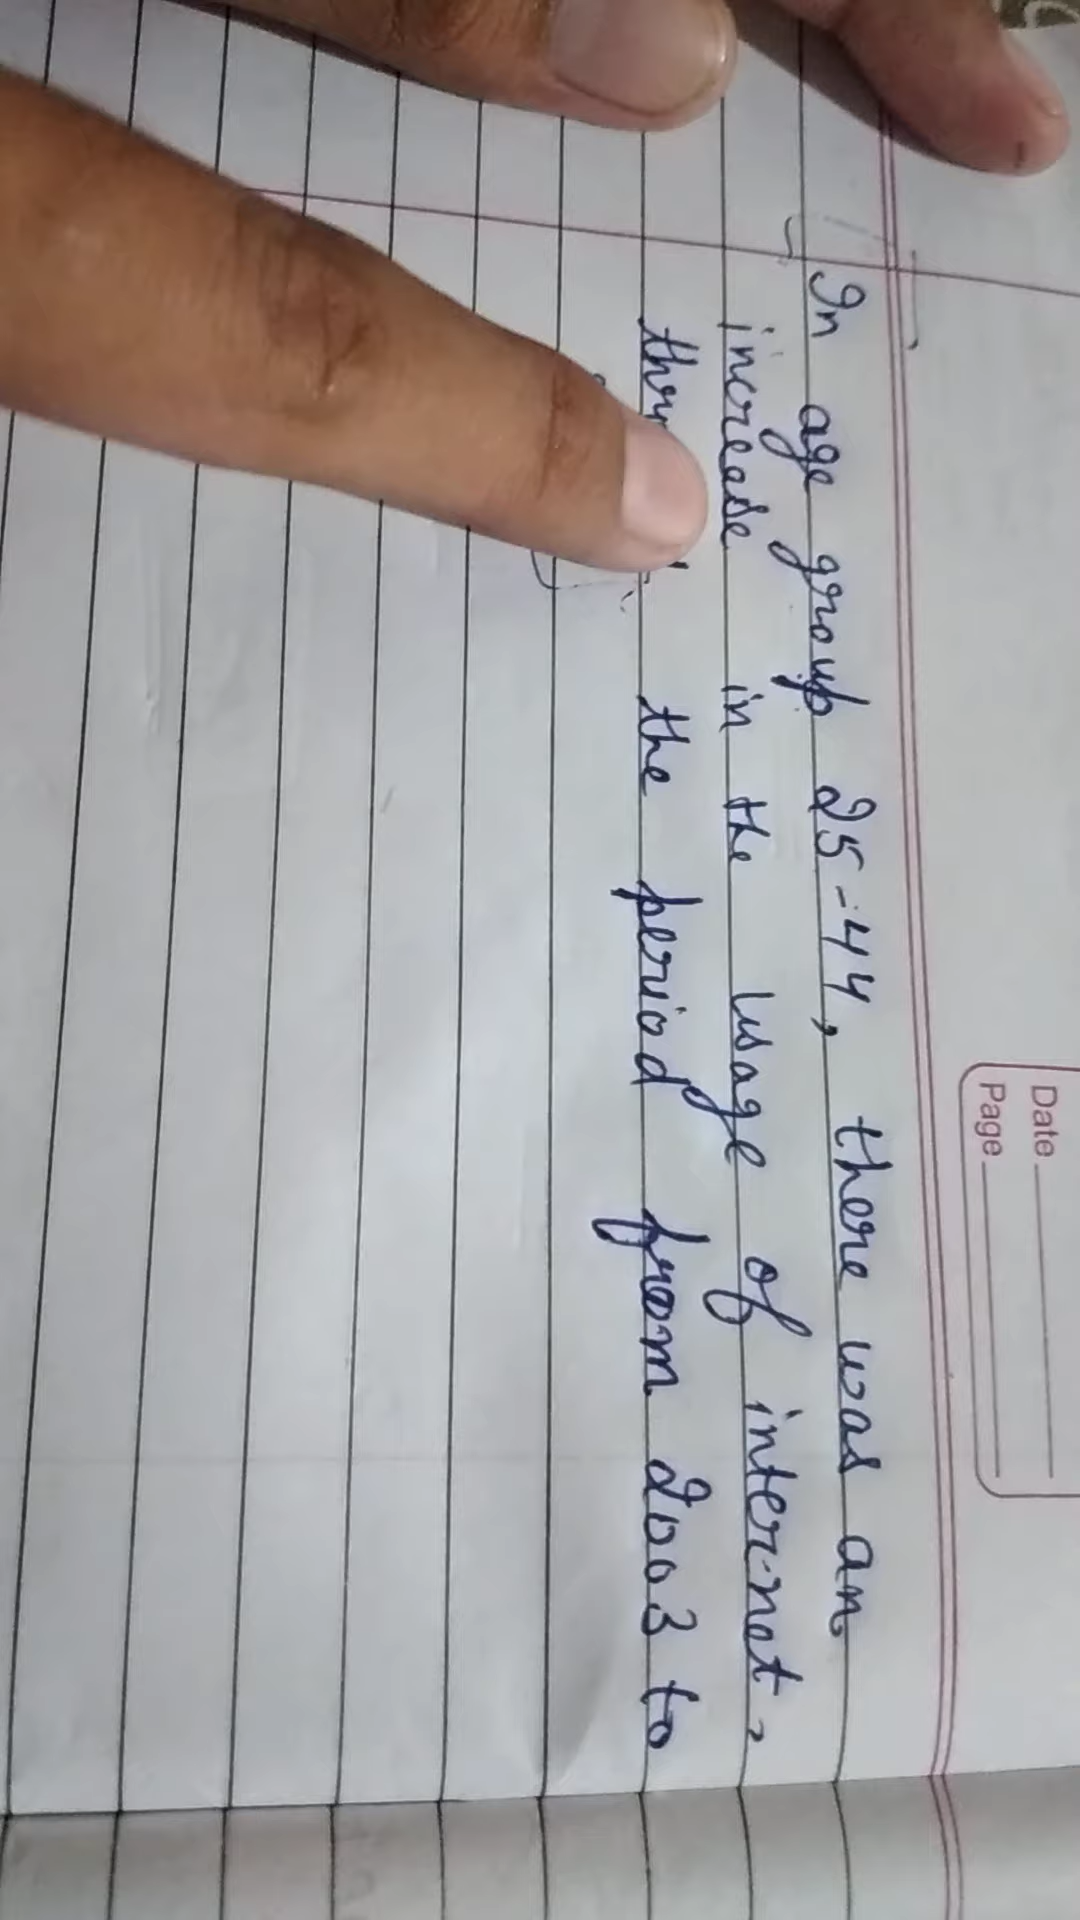 Date
Page
In age group 25-44, there was an
increase in the usage of internet,
the period from 2003 to